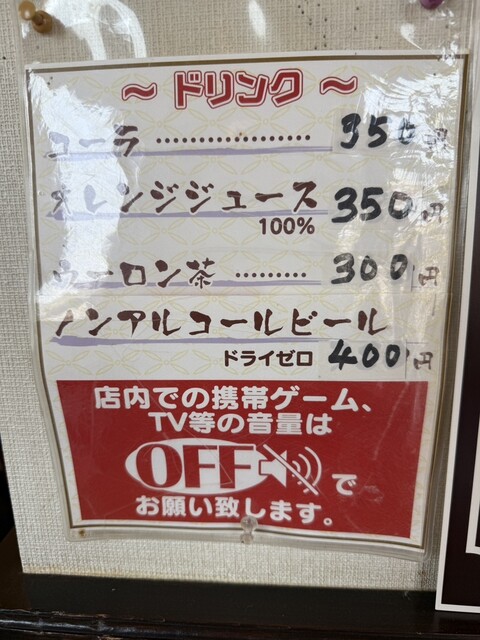 ～ ドリンク ～
コーラ ………………… 350円
オレンジジュース 350円
100%
ウーロン茶 ………… 300円
ノンアルコールビール
ドライゼロ 400円
店内での携帯ゲーム、
TV等の音量は
OFFで
お願い致します。